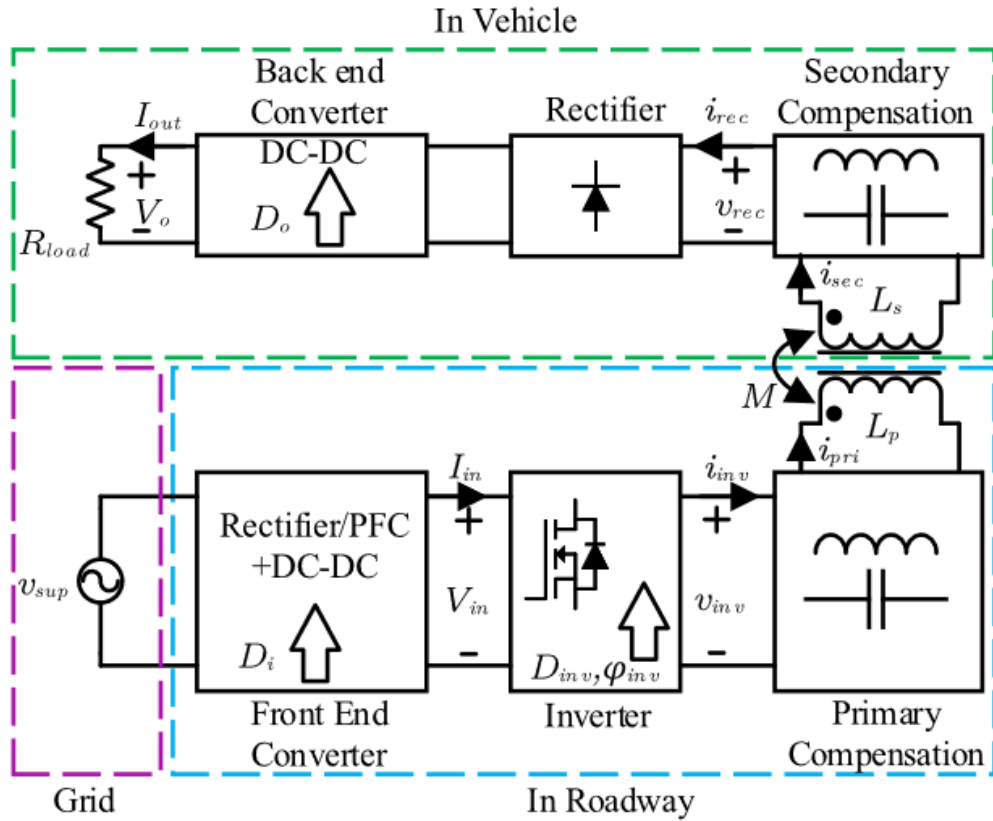 In Vehicle
Back end
Converter
DC-DC
Rectifier
Secondary
Compensation
I_out
+
V_o
-
R_load
D_o
i_rec
+
v_rec
-
i_sec
L_s
M
L_p
i_pri
v_sup
Rectifier/PFC
+DC-DC
D_i
Front End
Converter
I_in
+
V_in
-
D_inv,φ_inv
Inverter
i_inv
+
v_inv
-
Primary
Compensation
Grid
In Roadway